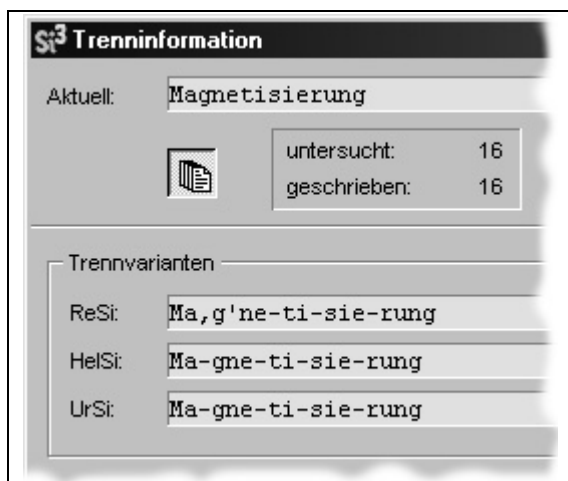 Si3 Trenninformation
Aktuell: Magnetisierung
untersucht: 16
geschrieben: 16
Trennvarianten
ReSi: Ma,g'ne-ti-sie-rung
HelSi: Ma-gne-ti-sie-rung
UrSi: Ma-gne-ti-sie-rung